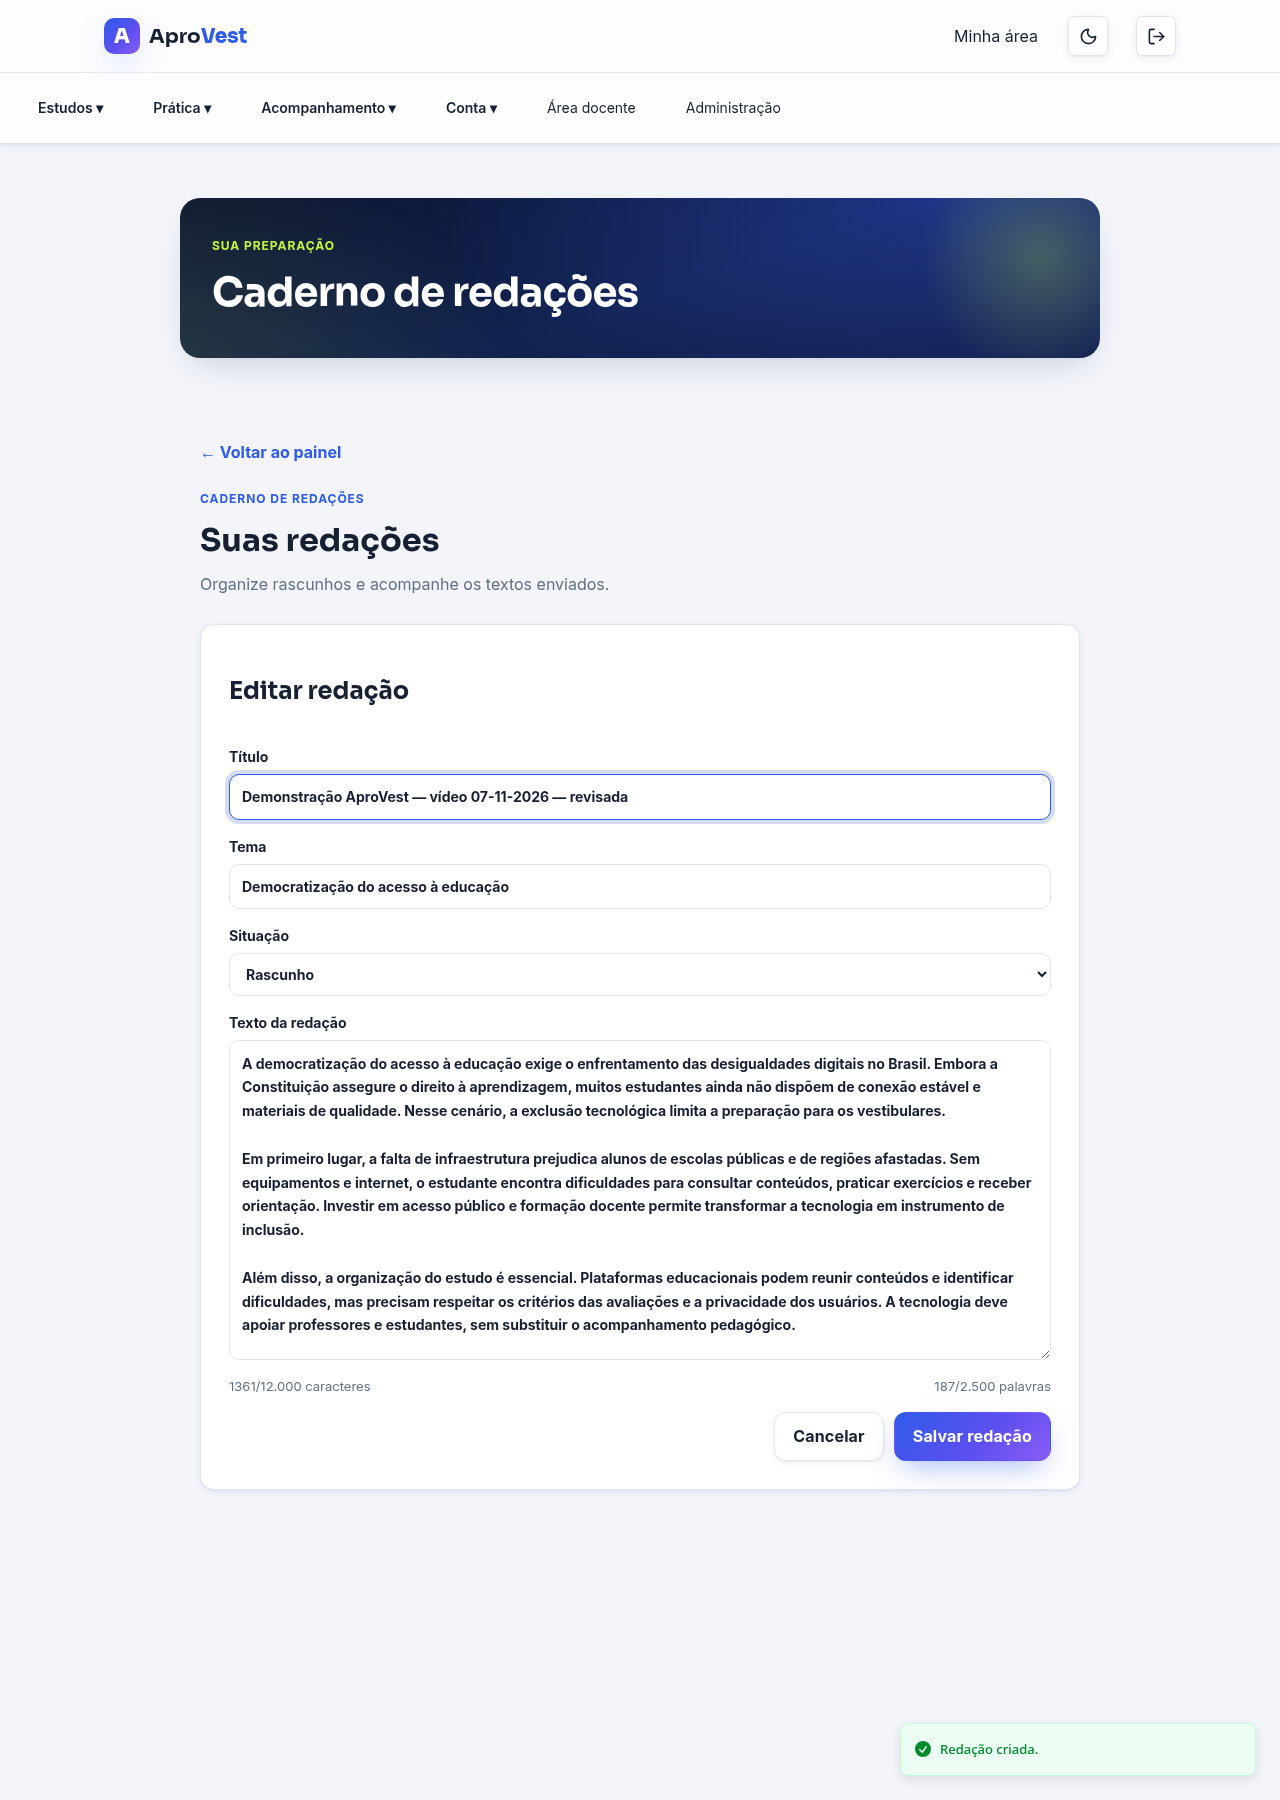 A AproVest
Minha área
Estudos ▾ Prática ▾ Acompanhamento ▾ Conta ▾ Área docente Administração
SUA PREPARAÇÃO
Caderno de redações
← Voltar ao painel
CADERNO DE REDAÇÕES
Suas redações
Organize rascunhos e acompanhe os textos enviados.
Editar redação
Título
Demonstração AproVest — vídeo 07-11-2026 — revisada
Tema
Democratização do acesso à educação
Situação
Rascunho
Texto da redação
A democratização do acesso à educação exige o enfrentamento das desigualdades digitais no Brasil. Embora a
Constituição assegure o direito à aprendizagem, muitos estudantes ainda não dispõem de conexão estável e
materiais de qualidade. Nesse cenário, a exclusão tecnológica limita a preparação para os vestibulares.
Em primeiro lugar, a falta de infraestrutura prejudica alunos de escolas públicas e de regiões afastadas. Sem
equipamentos e internet, o estudante encontra dificuldades para consultar conteúdos, praticar exercícios e receber
orientação. Investir em acesso público e formação docente permite transformar a tecnologia em instrumento de
inclusão.
Além disso, a organização do estudo é essencial. Plataformas educacionais podem reunir conteúdos e identificar
dificuldades, mas precisam respeitar os critérios das avaliações e a privacidade dos usuários. A tecnologia deve
apoiar professores e estudantes, sem substituir o acompanhamento pedagógico.
1361/12.000 caracteres 187/2.500 palavras
Cancelar Salvar redação
Redação criada.